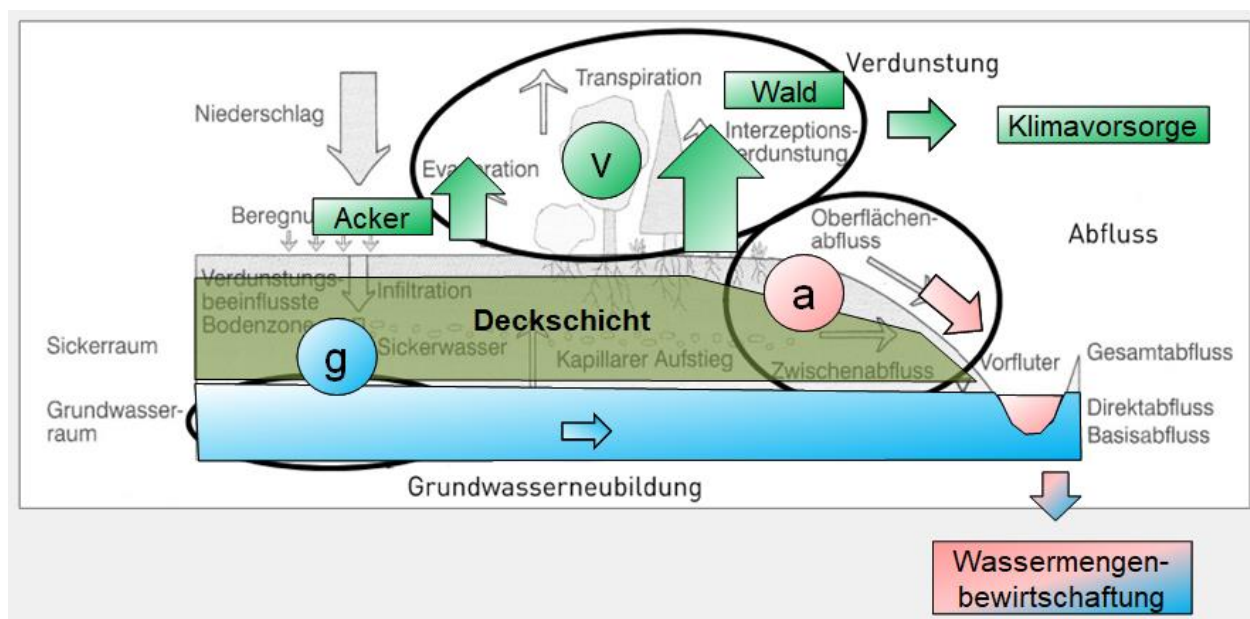 Verdunstung
Transpiration
Wald
Niederschlag
Klimavorsorge
Interzeptions-
verdunstung
V
Acker
Oberflächen-
abfluss
Abfluss
Verdunstungs-
beeinflusste
Bodenzone
Infiltration
a
Deckschicht
g
Sickerraum
Sickerwasser
Kapillarer Aufstieg
Zwischenabfluss
Vorfluter
Gesamtabfluss
Grundwasser-
raum
Direktabfluss
Basisabfluss
Grundwasserneubildung
Wassermengen-
bewirtschaftung